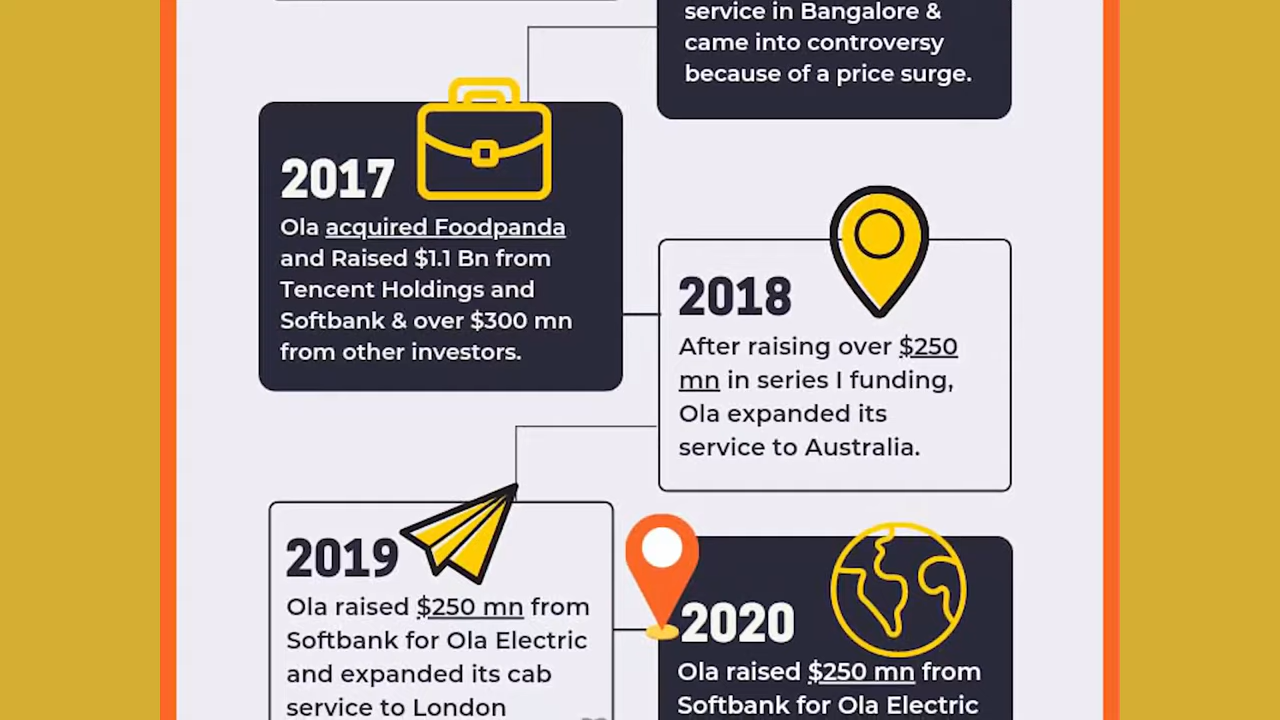 service in Bangalore &
came into controversy
because of a price surge.
2017
Ola acquired Foodpanda
and Raised $1.1 Bn from
Tencent Holdings and
Softbank & over $300 mn
from other investors.
2018
After raising over $250
mn in series I funding,
Ola expanded its
service to Australia.
2019
Ola raised $250 mn from
Softbank for Ola Electric
and expanded its cab
service to London
2020
Ola raised $250 mn from
Softbank for Ola Electric